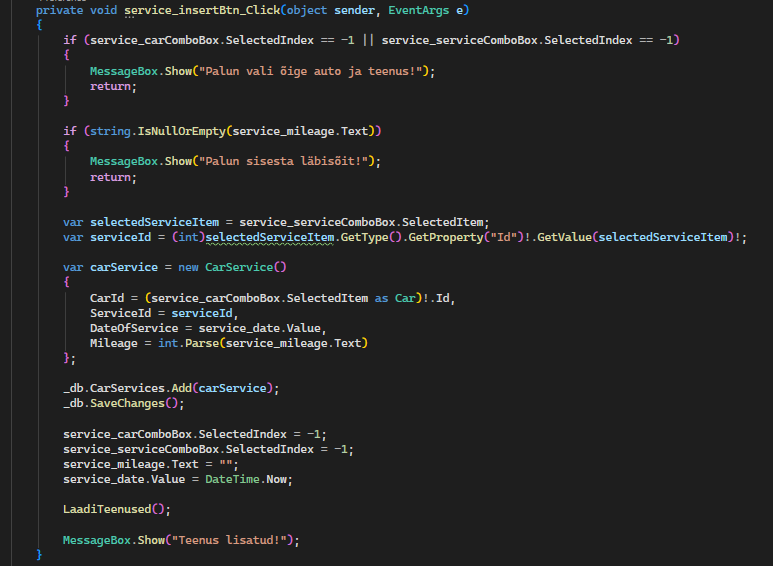 private void service_insertBtn_Click(object sender, EventArgs e)
{
if (service_carComboBox.SelectedIndex == -1 || service_serviceComboBox.SelectedIndex == -1)
{
MessageBox.Show("Palun vali õige auto ja teenus!");
return;
}
if (string.IsNullOrEmpty(service_mileage.Text))
{
MessageBox.Show("Palun sisesta läbisõit!");
return;
}
var selectedServiceItem = service_serviceComboBox.SelectedItem;
var serviceId = (int)selectedServiceItem.GetType().GetProperty("Id")!.GetValue(selectedServiceItem)!;
var carService = new CarService()
{
CarId = (service_carComboBox.SelectedItem as Car)!.Id,
ServiceId = serviceId,
DateOfService = service_date.Value,
Mileage = int.Parse(service_mileage.Text)
};
_db.CarServices.Add(carService);
_db.SaveChanges();
service_carComboBox.SelectedIndex = -1;
service_serviceComboBox.SelectedIndex = -1;
service_mileage.Text = "";
service_date.Value = DateTime.Now;
LaadiTeenused();
MessageBox.Show("Teenus lisatud!");
}